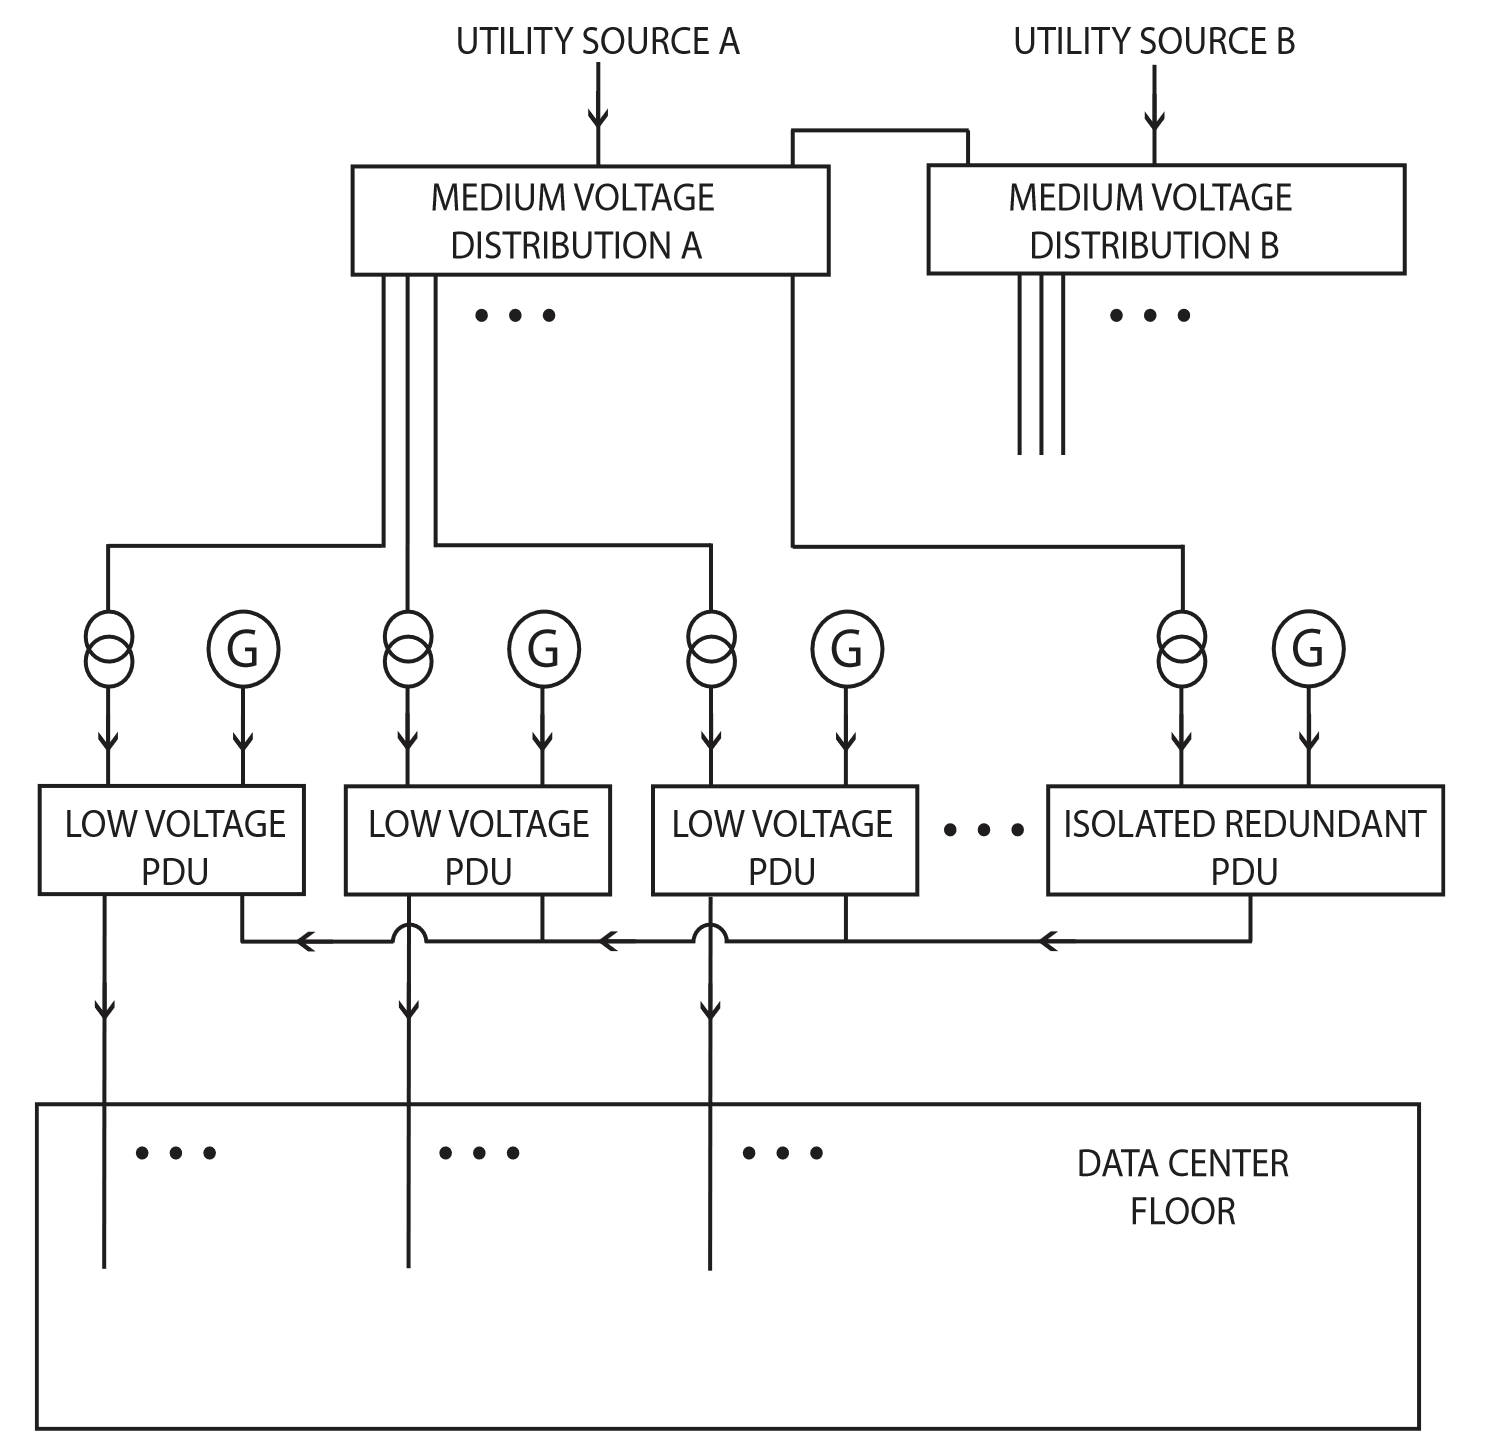 UTILITY SOURCE A
UTILITY SOURCE B
MEDIUM VOLTAGE
DISTRIBUTION A
MEDIUM VOLTAGE
DISTRIBUTION B
G
G
G
G
LOW VOLTAGE
PDU
LOW VOLTAGE
PDU
LOW VOLTAGE
PDU
ISOLATED REDUNDANT
PDU
DATA CENTER
FLOOR